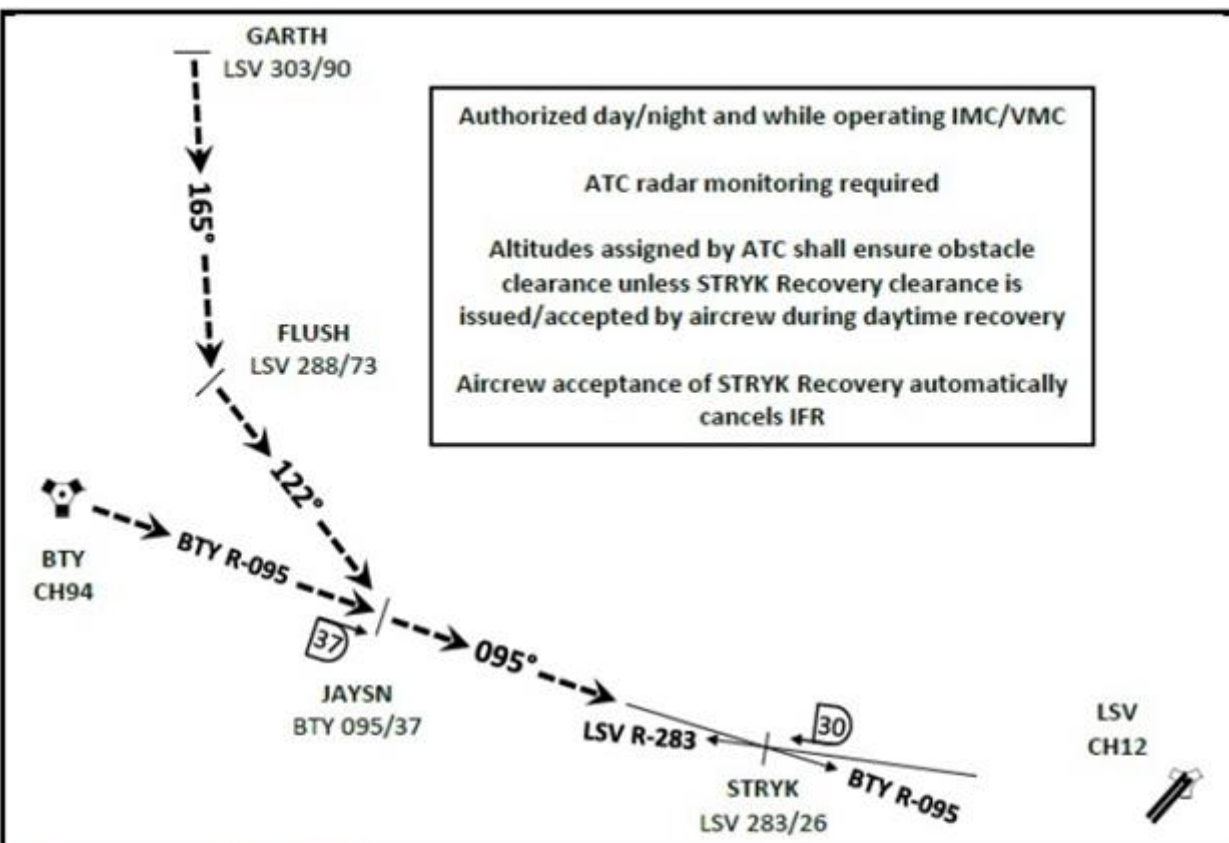 GARTH
LSV 303/90
Authorized day/night and while operating IMC/VMC
ATC radar monitoring required
Altitudes assigned by ATC shall ensure obstacle
clearance unless STRYK Recovery clearance is
issued/accepted by aircrew during daytime recovery
Aircrew acceptance of STRYK Recovery automatically
cancels IFR
165°
FLUSH
LSV 288/73
122°
BTY
CH94
BTY R-095
37
JAYSN
BTY 095/37
095°
LSV R-283
30
STRYK
LSV 283/26
BTY R-095
LSV
CH12